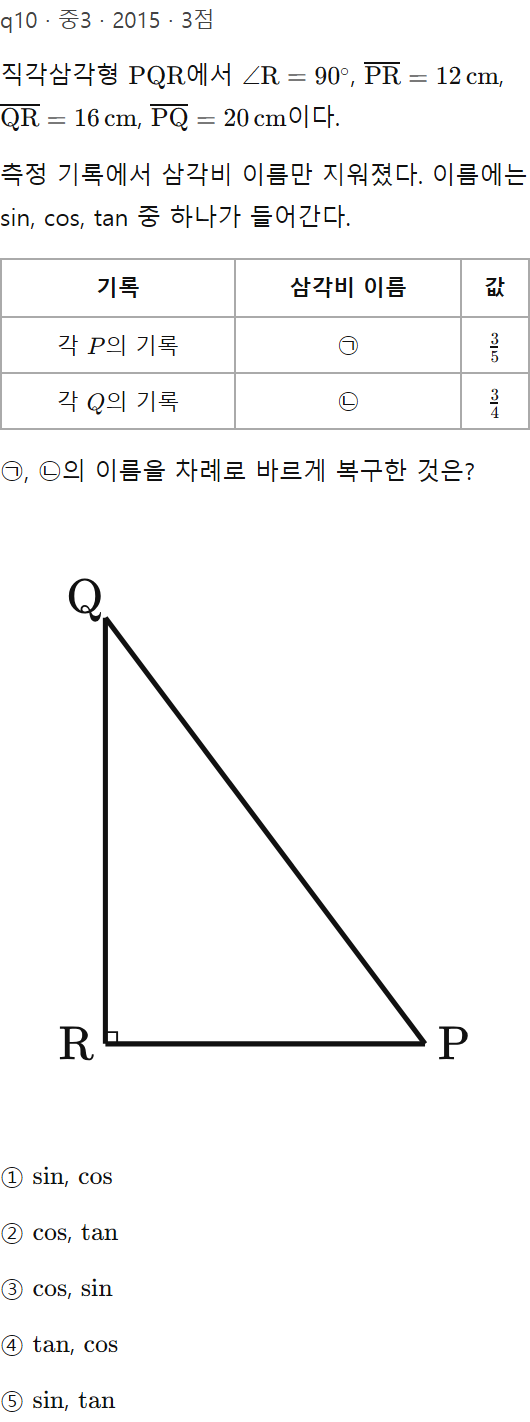 q10 · 중3 · 2015 · 3점
직각삼각형 PQR에서 ∠R = 90°, PR = 12 cm,
QR = 16 cm, PQ = 20 cm이다.
측정 기록에서 삼각비 이름만 지워졌다. 이름에는
sin, cos, tan 중 하나가 들어간다.
기록 삼각비 이름 값
각 P의 기록 ㉠ 3/5
각 Q의 기록 ㉡ 3/4
㉠, ㉡의 이름을 차례로 바르게 복구한 것은?
Q
R P
① sin, cos
② cos, tan
③ cos, sin
④ tan, cos
⑤ sin, tan